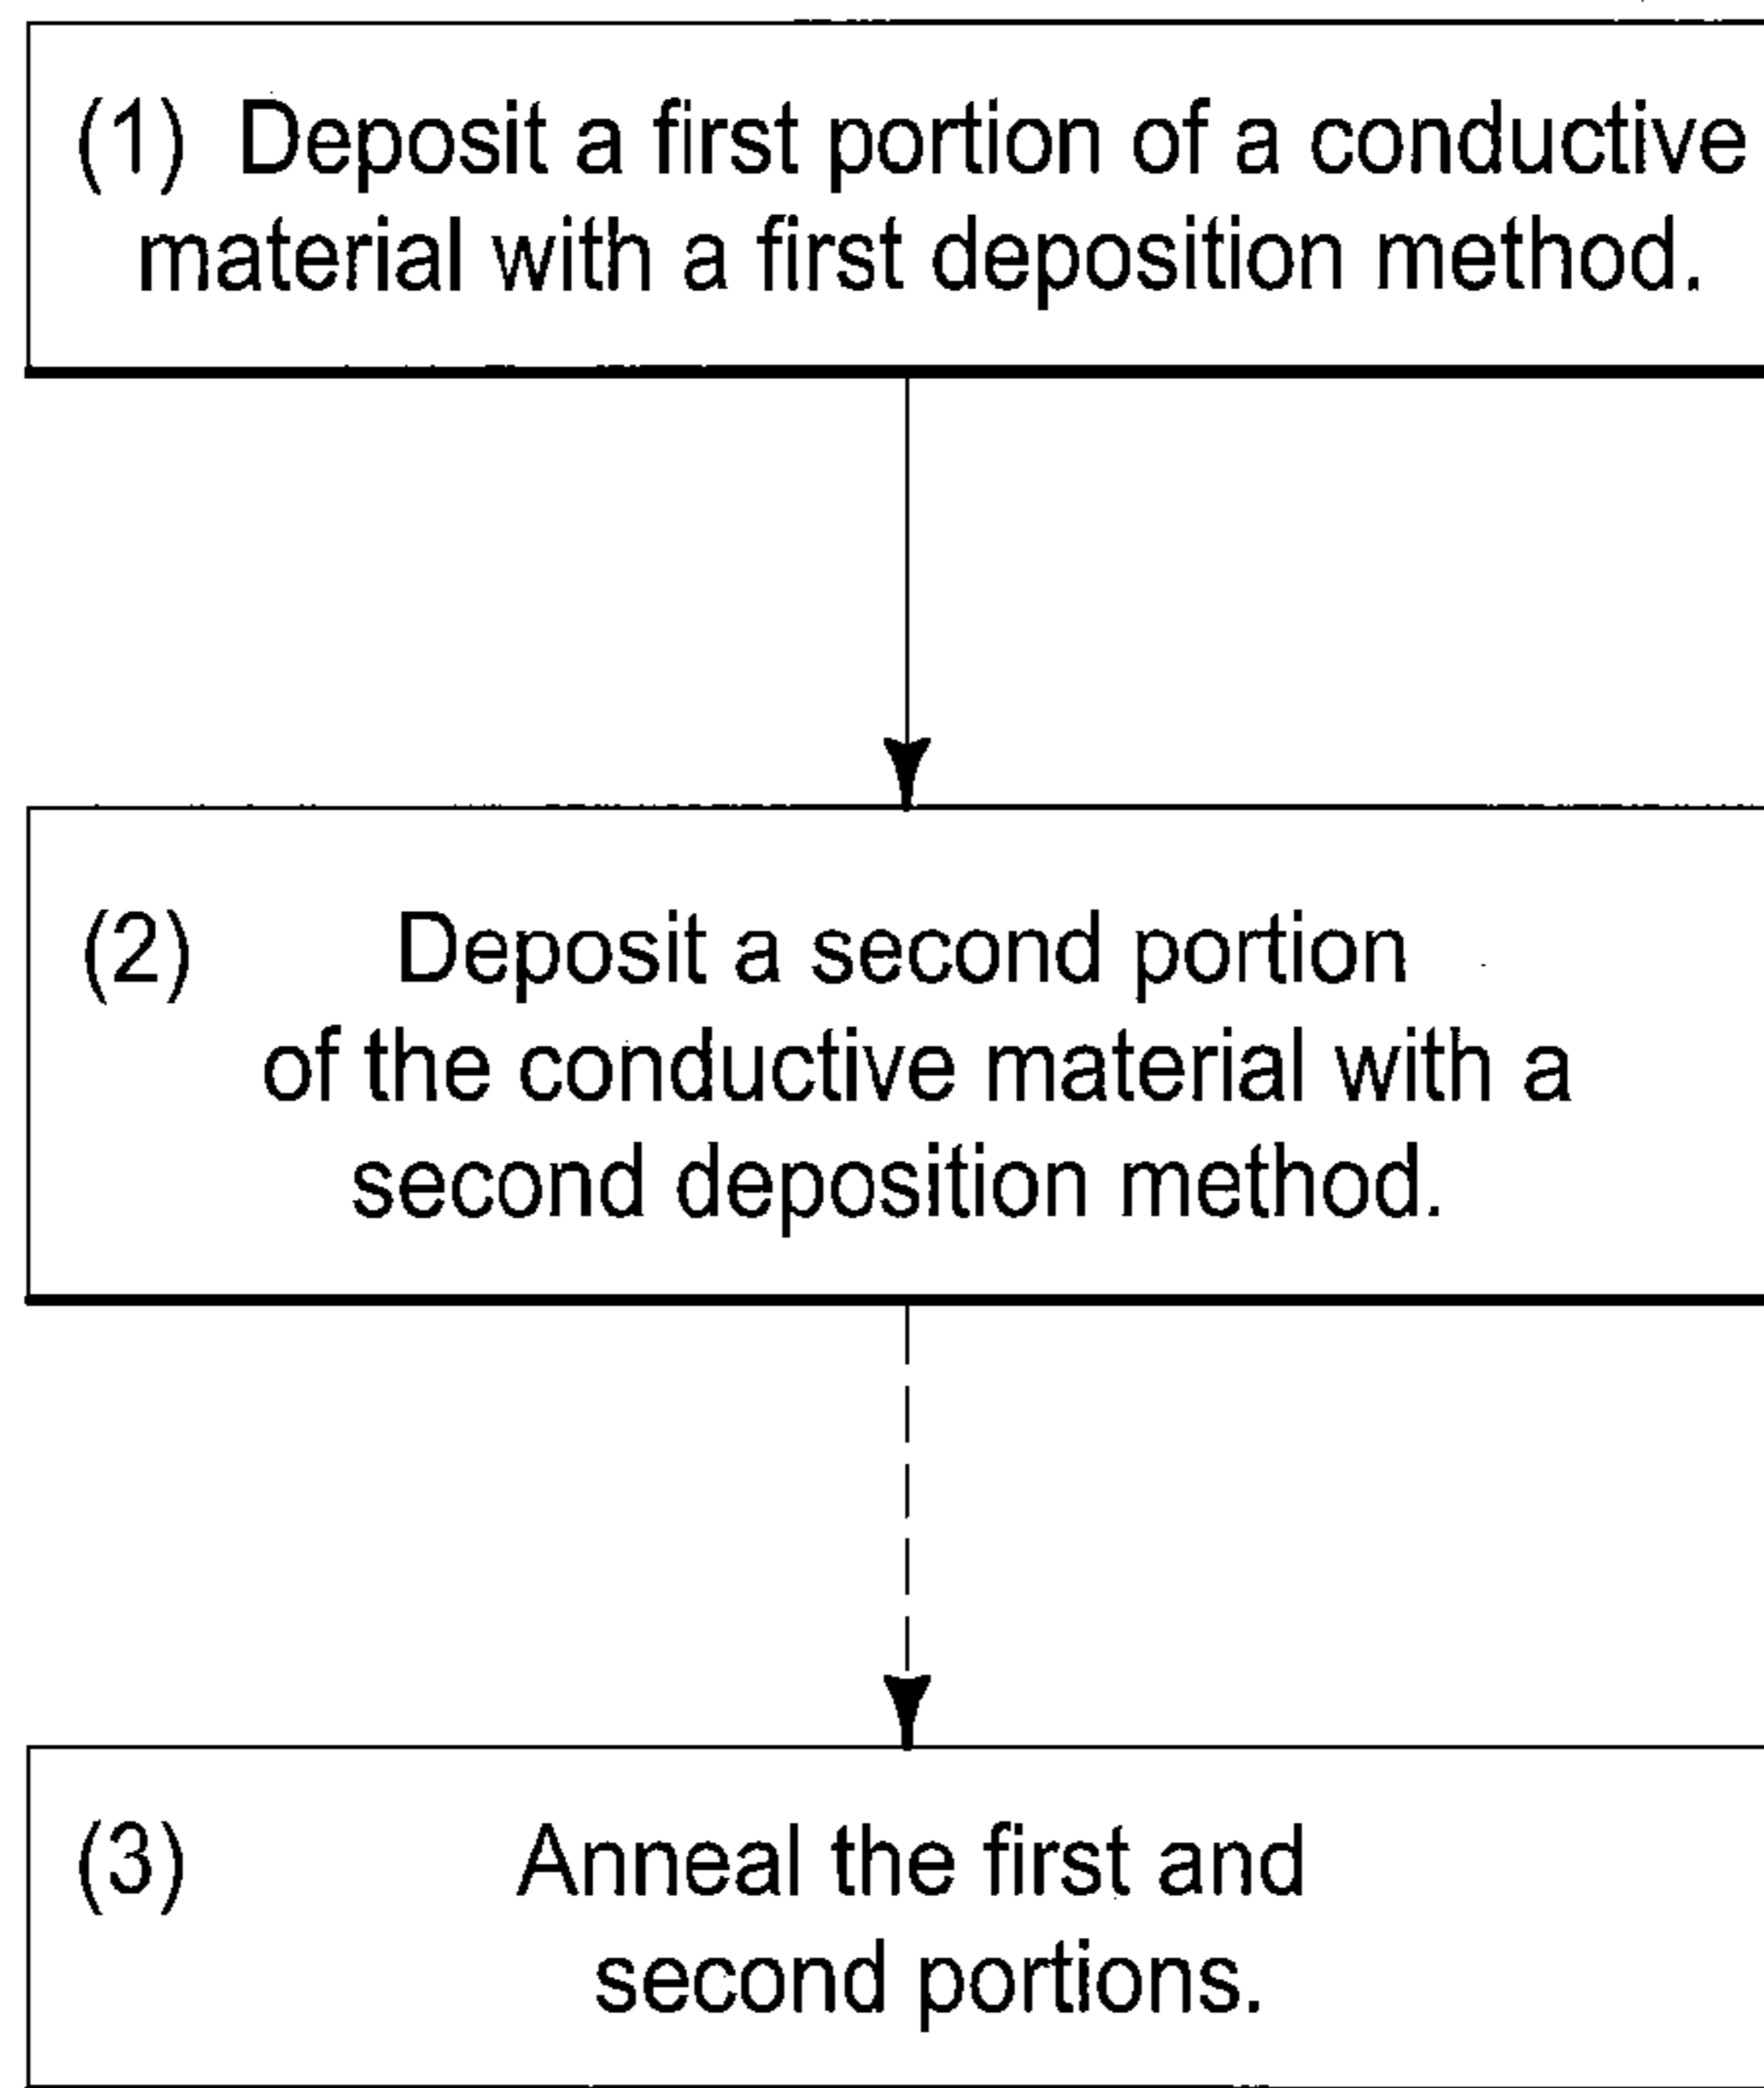 (1) Deposit a first portion of a conductive
material with a first deposition method.
(2) Deposit a second portion
of the conductive material with a
second deposition method.
(3) Anneal the first and
second portions.